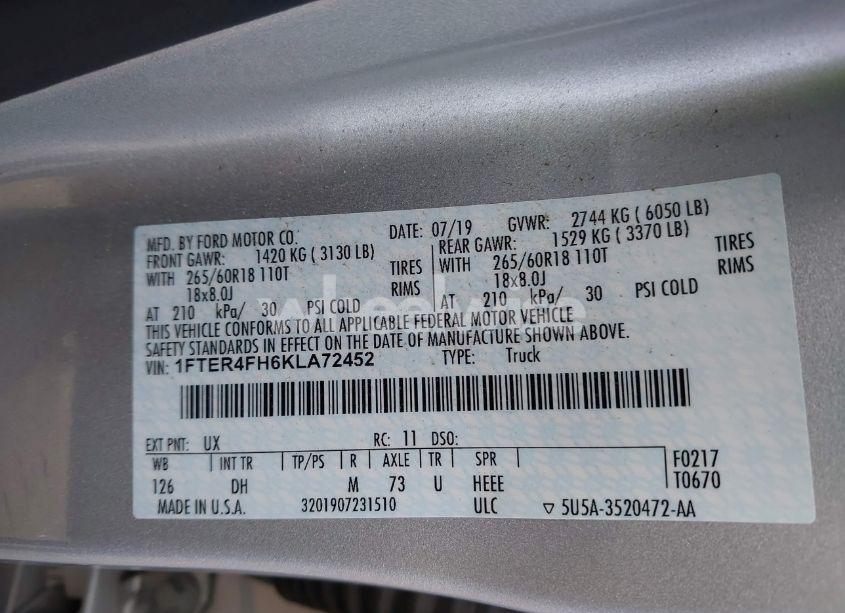 MFD. BY FORD MOTOR CO. DATE: 07/19 GVWR: 2744 KG ( 6050 LB)
FRONT GAWR: 1420 KG ( 3130 LB) REAR GAWR: 1529 KG ( 3370 LB)
WITH 265/60R18 110T TIRES WITH 265/60R18 110T TIRES
18x8.0J RIMS 18x8.0J RIMS
AT 210 kPa/ 30 PSI COLD AT 210 kPa/ 30 PSI COLD
THIS VEHICLE CONFORMS TO ALL APPLICABLE FEDERAL MOTOR VEHICLE
SAFETY STANDARDS IN EFFECT ON THE DATE OF MANUFACTURE SHOWN ABOVE.
VIN: 1FTER4FH6KLA72452 TYPE: Truck
EXT PNT: UX RC: 11 DSO:
WB INT TR TP/PS R AXLE TR SPR F0217
126 DH M 73 U HEEE T0670
MADE IN U.S.A. 3201907231510 ULC ▽ 5U5A-3520472-AA